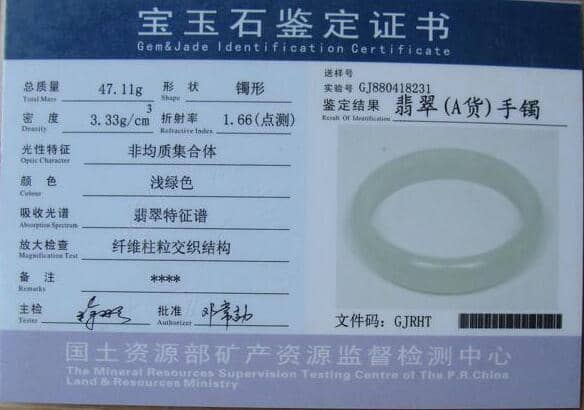 宝玉石鉴定证书
Gem&Jade Identification Certificate
总质量 47.11g 形状 镯形
Total Mass Shape
密度 3.33g/cm3 折射率 1.66(点测)
Density Refractive Index
光性特征 非均质集合体
Optic Character
颜色 浅绿色
Colour
吸收光谱 翡翠特征谱
Absorption Spectrum
放大检查 纤维柱粒交织结构
Magnification Test
备注 ****
Remarks
主检 批准
Tester Authorizer
送样号
实验号 GJ880418231
鉴定结果 翡翠(A货)手镯
Result Of Identification
文件码: GJRHT
国土资源部矿产资源监督检测中心
The Mineral Resources Supervision Testing Centre of The P.R.China
Land & Resources Ministry